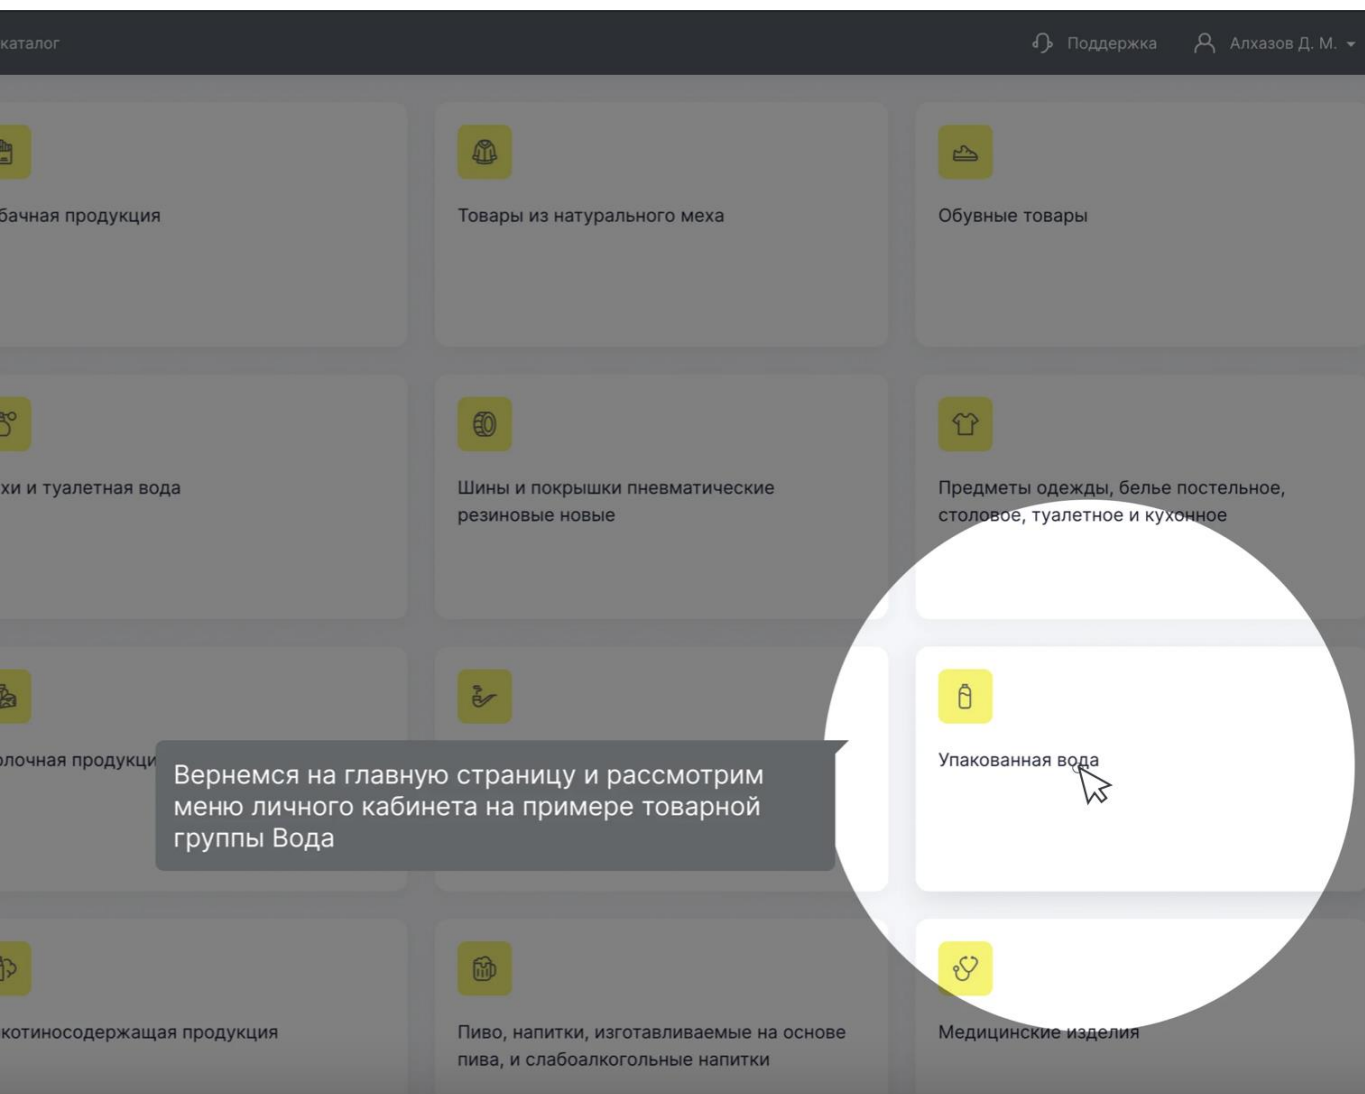 каталог
Поддержка
Алхазов Д. М.
бачная продукция
Товары из натурального меха
Обувные товары
хи и туалетная вода
Шины и покрышки пневматические
резиновые новые
Предметы одежды, белье постельное,
столовое, туалетное и кухонное
олочная продукци
Вернемся на главную страницу и рассмотрим
меню личного кабинета на примере товарной
группы Вода
Упакованная вода
котиносодержащая продукция
Пиво, напитки, изготавливаемые на основе
пива, и слабоалкогольные напитки
Медицинские изделия